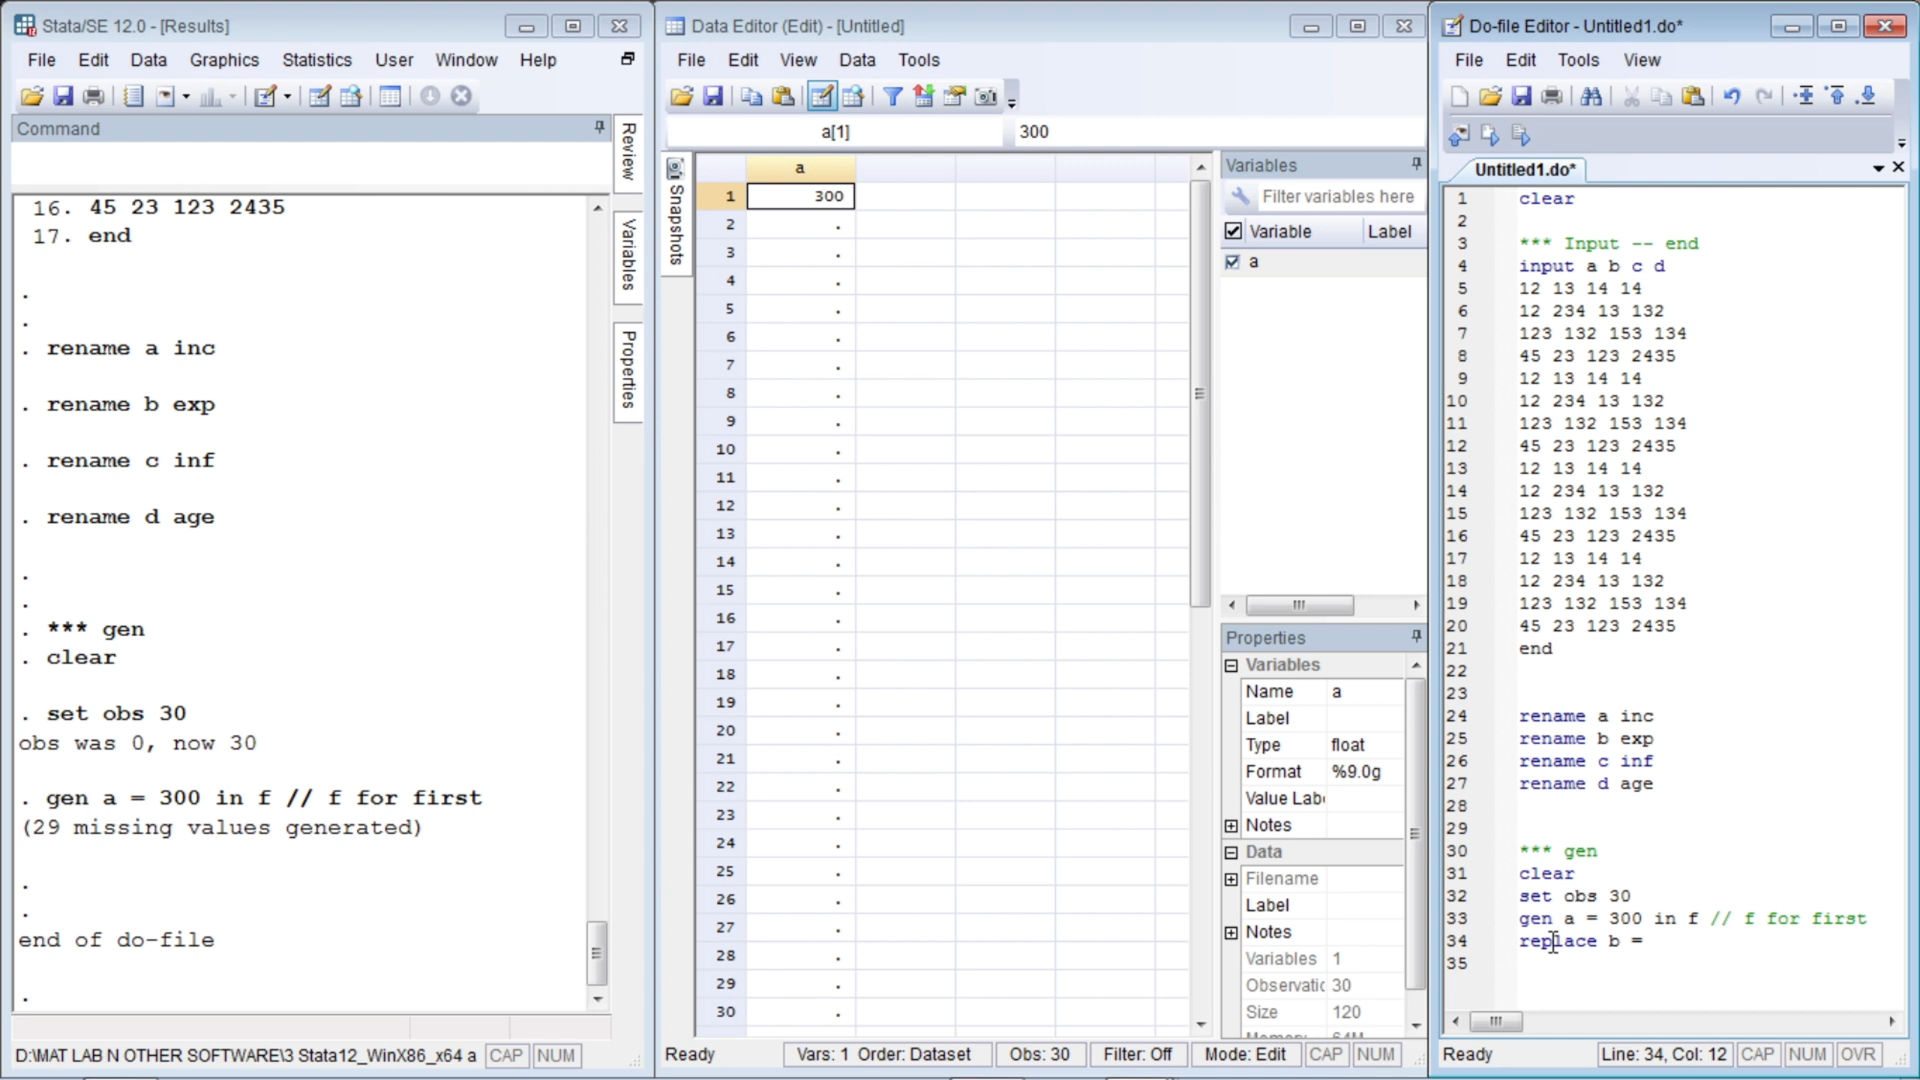 Stata/SE 12.0 - [Results]
File Edit Data Graphics Statistics User Window Help
Command
16. 45 23 123 2435
17. end
.
.
. rename a inc
. rename b exp
. rename c inf
. rename d age
.
.
. *** gen
. clear
. set obs 30
obs was 0, now 30
. gen a = 300 in f // f for first
(29 missing values generated)
.
.
end of do-file
.
Review
Variables
Properties
D:\MAT LAB N OTHER SOFTWARE\3 Stata12_WinX86_x64 a CAP NUM
Data Editor (Edit) - [Untitled]
File Edit View Data Tools
a[1] 300
Snapshots
a
1 300
2 .
3 .
4 .
5 .
6 .
7 .
8 .
9 .
10 .
11 .
12 .
13 .
14 .
15 .
16 .
17 .
18 .
19 .
20 .
21 .
22 .
23 .
24 .
25 .
26 .
27 .
28 .
29 .
30 .
Variables
Filter variables here
Variable Label
a
Properties
Variables
Name a
Label
Type float
Format %9.0g
Value Labe
Notes
Data
Filename
Label
Notes
Variables 1
Observatic 30
Size 120
Memory 64M
Ready Vars: 1 Order: Dataset Obs: 30 Filter: Off Mode: Edit CAP NUM
Do-file Editor - Untitled1.do*
File Edit Tools View
Untitled1.do*
1 clear
2
3 *** Input -- end
4 input a b c d
5 12 13 14 14
6 12 234 13 132
7 123 132 153 134
8 45 23 123 2435
9 12 13 14 14
10 12 234 13 132
11 123 132 153 134
12 45 23 123 2435
13 12 13 14 14
14 12 234 13 132
15 123 132 153 134
16 45 23 123 2435
17 12 13 14 14
18 12 234 13 132
19 123 132 153 134
20 45 23 123 2435
21 end
22
23
24 rename a inc
25 rename b exp
26 rename c inf
27 rename d age
28
29
30 *** gen
31 clear
32 set obs 30
33 gen a = 300 in f // f for first
34 replace b =
35
Ready Line: 34, Col: 12 CAP NUM OVR